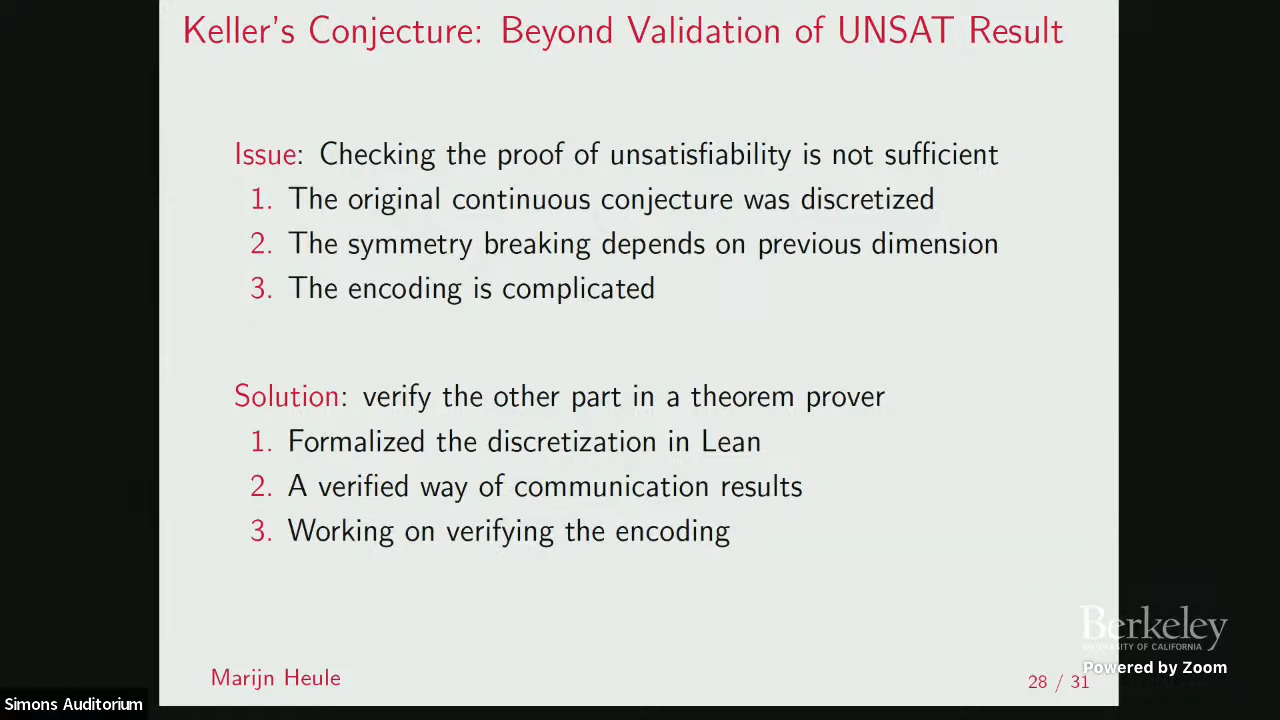 Keller's Conjecture: Beyond Validation of UNSAT Result
Issue: Checking the proof of unsatisfiability is not sufficient
1. The original continuous conjecture was discretized
2. The symmetry breaking depends on previous dimension
3. The encoding is complicated
Solution: verify the other part in a theorem prover
1. Formalized the discretization in Lean
2. A verified way of communication results
3. Working on verifying the encoding
Berkeley
UNIVERSITY OF CALIFORNIA
Powered by Zoom
Marijn Heule
28 / 31
Simons Auditorium